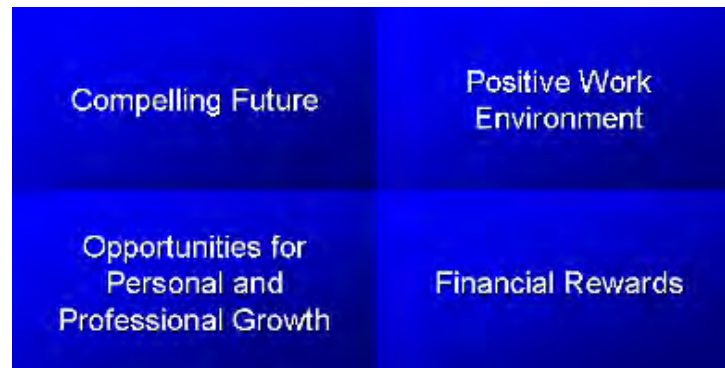 Compelling Future
Positive Work
Environment
Opportunities for
Personal and
Professional Growth
Financial Rewards